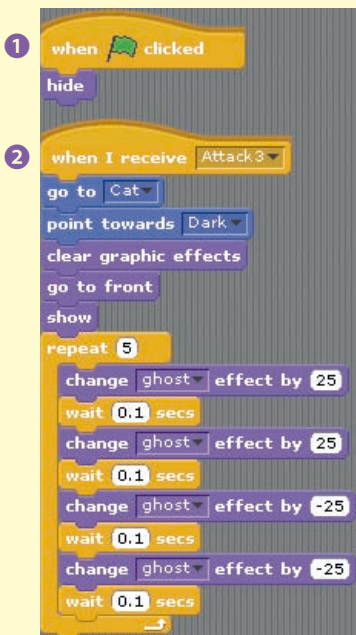 1 when clicked
hide
2 when I receive Attack3
go to Cat
point towards Dark
clear graphic effects
go to front
show
repeat 5
change ghost effect by 25
wait 0.1 secs
change ghost effect by 25
wait 0.1 secs
change ghost effect by -25
wait 0.1 secs
change ghost effect by -25
wait 0.1 secs